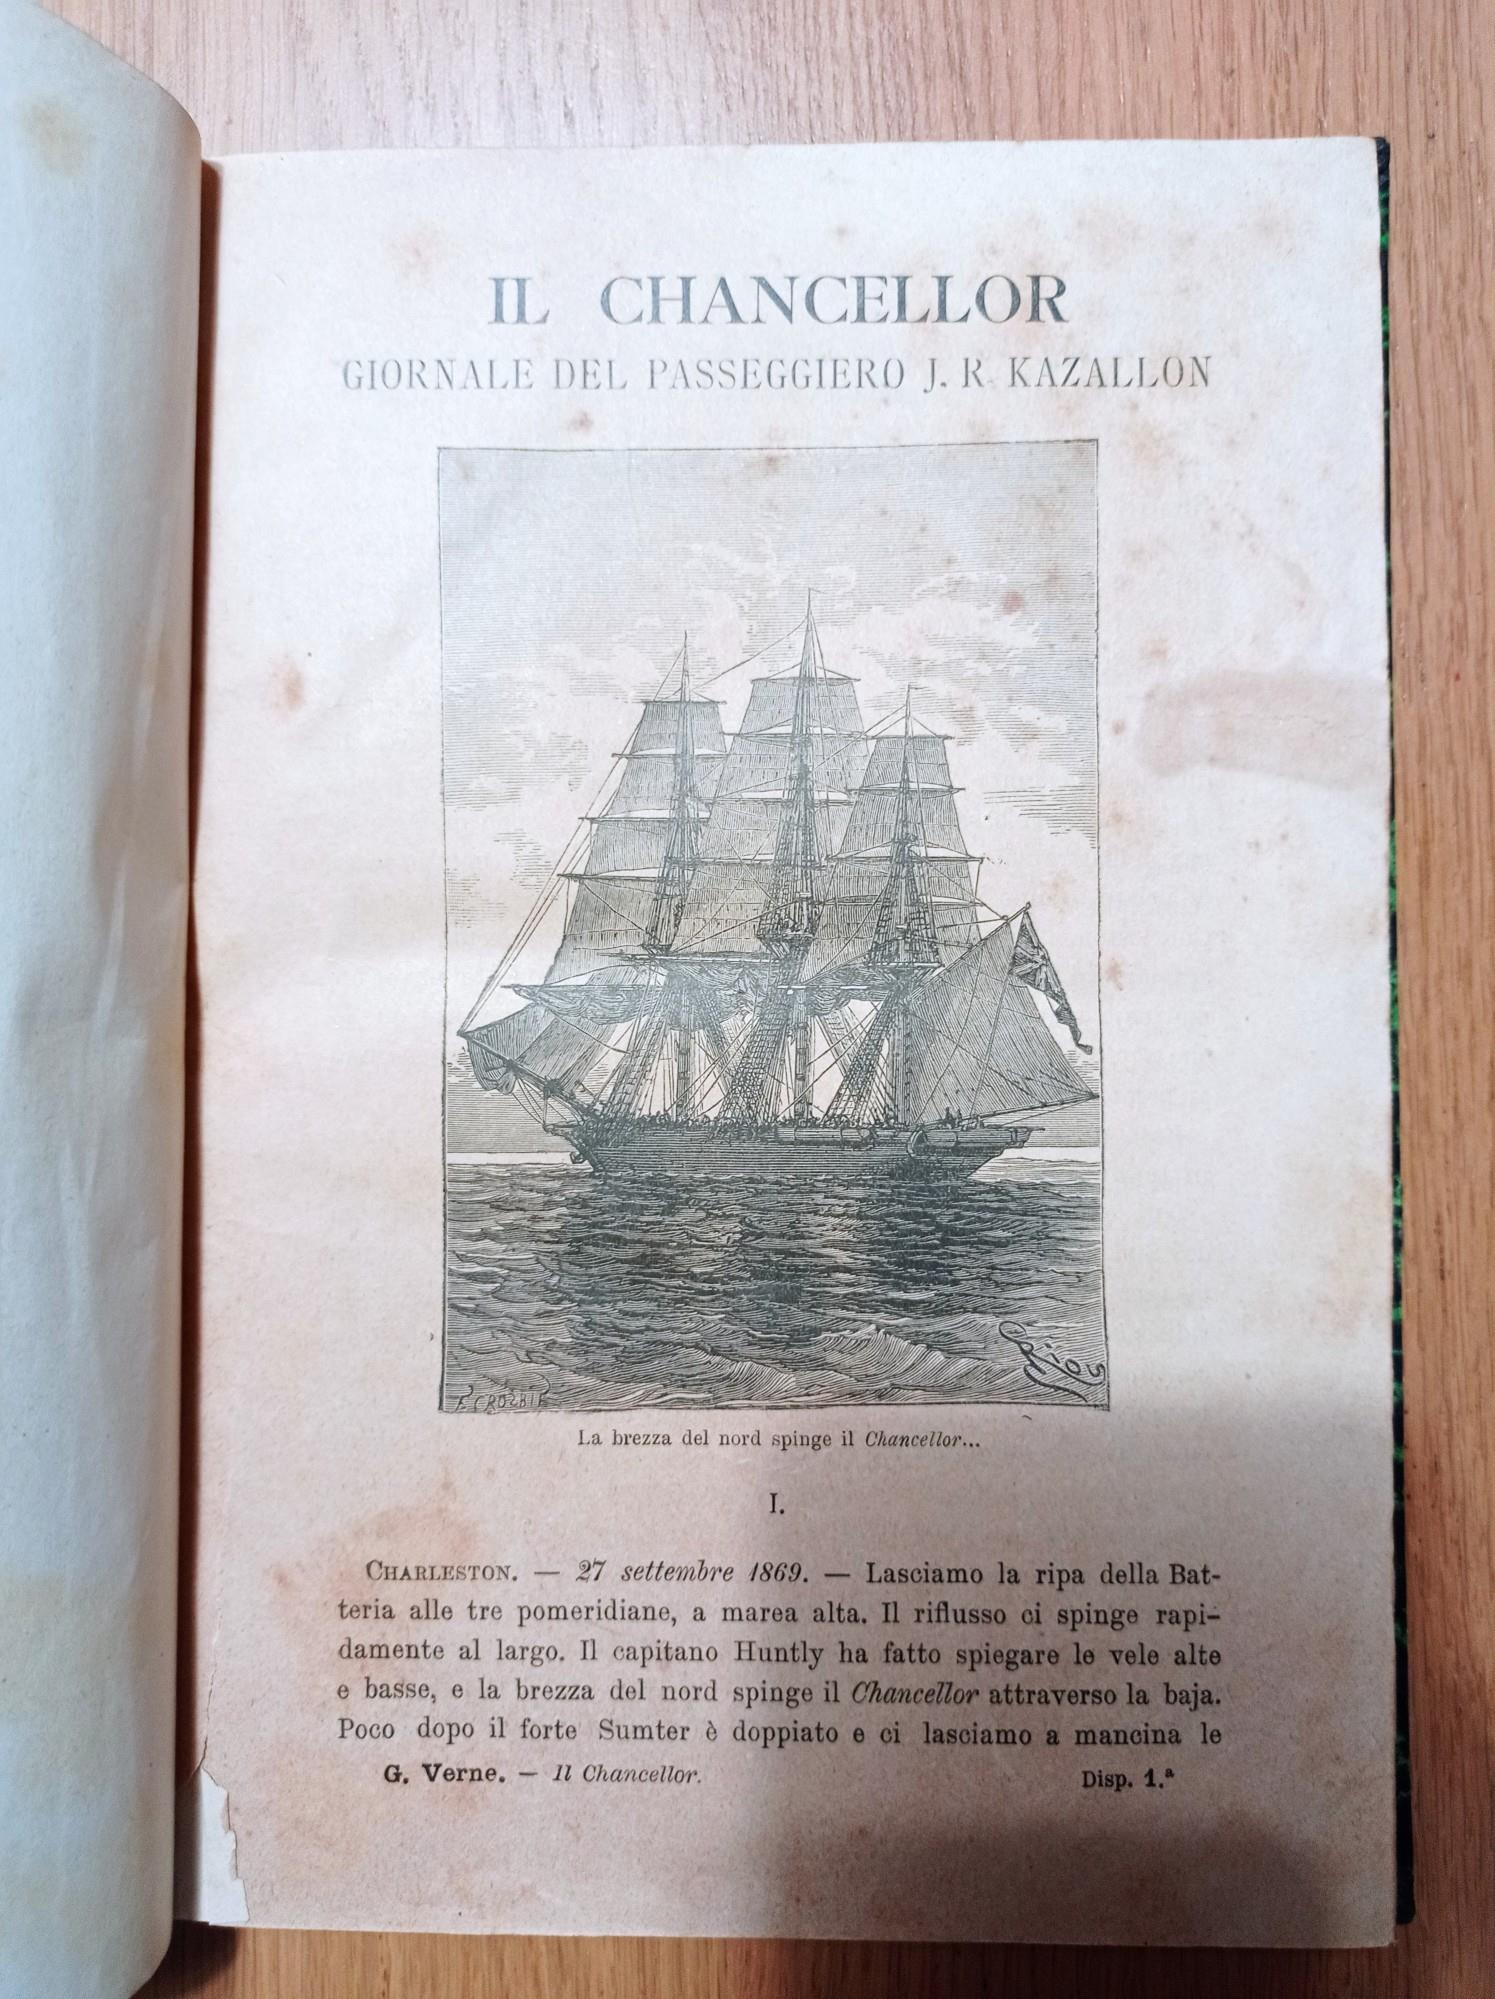 IL CHANCELLOR
GIORNALE DEL PASSEGGIERO J. R. KAZALLON
F. CROSBIE
Riou
La brezza del nord spinge il Chancellor...
I.
CHARLESTON. — 27 settembre 1869. — Lasciamo la ripa della Bat-
teria alle tre pomeridiane, a marea alta. Il riflusso ci spinge rapi-
damente al largo. Il capitano Huntly ha fatto spiegare le vele alte
e basse, e la brezza del nord spinge il Chancellor attraverso la baja.
Poco dopo il forte Sumter è doppiato e ci lasciamo a mancina le
G. Verne. — Il Chancellor.
Disp. 1.ª